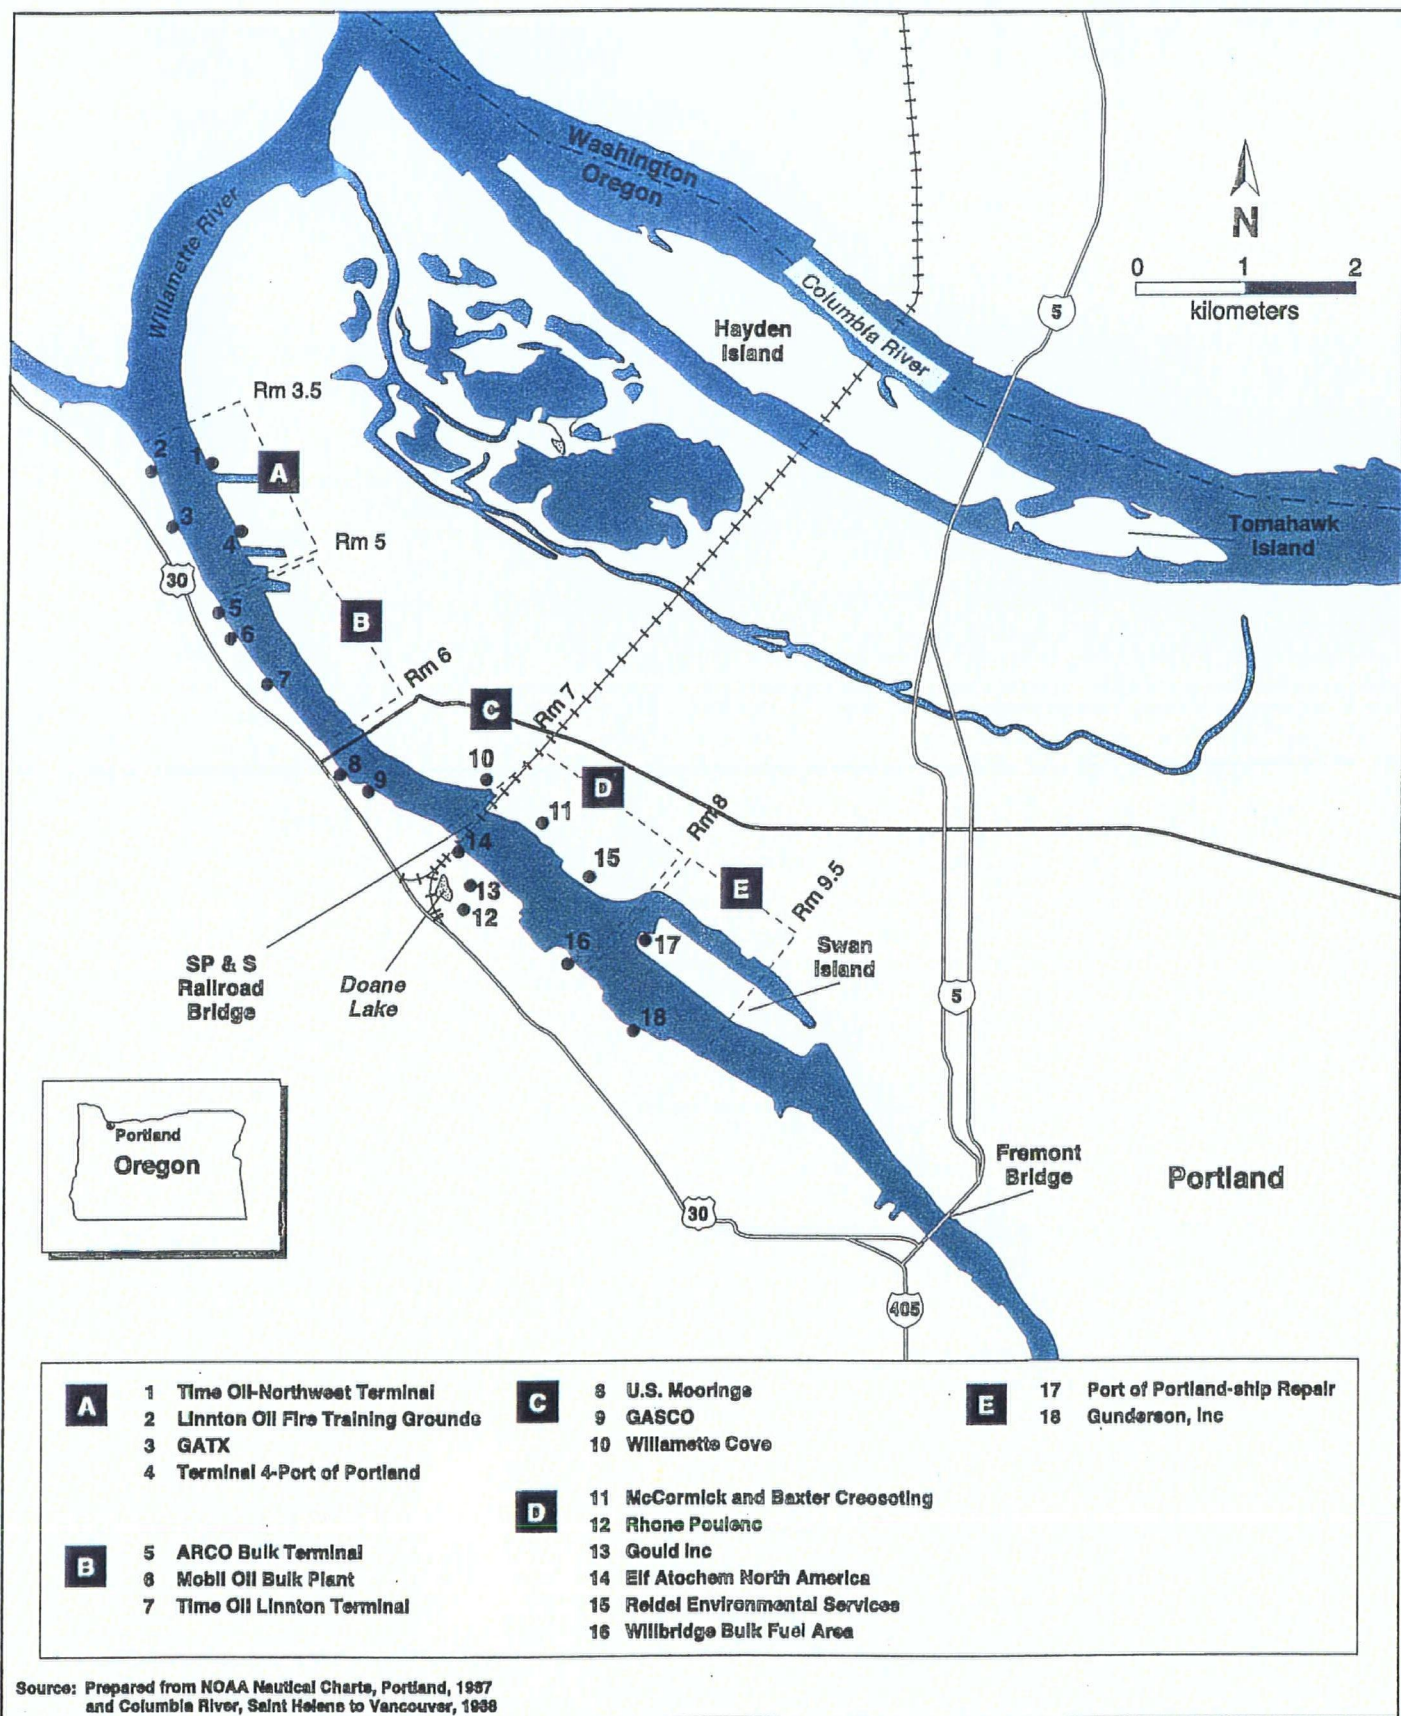 Washington
Oregon
Willamette River
N
0 1 2
kilometers
5
Columbia River
Hayden
Island
Rm 3.5
2
1
A
3
4
Rm 5
Tomahawk
Island
30
5
B
6
Rm 6
7
C
Rm 7
8
9
10
D
11
Rm 8
14
15
E
Rm 9.5
13
12
16
17
Swan
Island
SP & S
Railroad
Bridge
Doane
Lake
5
18
Portland
Oregon
Fremont
Bridge
Portland
30
405
A
1 Time Oil-Northwest Terminal
2 Linnton Oil Fire Training Grounds
3 GATX
4 Terminal 4-Port of Portland
B
5 ARCO Bulk Terminal
6 Mobil Oil Bulk Plant
7 Time Oil Linnton Terminal
C
8 U.S. Moorings
9 GASCO
10 Willamette Cove
D
11 McCormick and Baxter Creosoting
12 Rhone Poulenc
13 Gould Inc
14 Elf Atochem North America
15 Reidel Environmental Services
16 Willbridge Bulk Fuel Area
E
17 Port of Portland-ship Repair
18 Gunderson, Inc
Source: Prepared from NOAA Nautical Charts, Portland, 1987
and Columbia River, Saint Helens to Vancouver, 1988